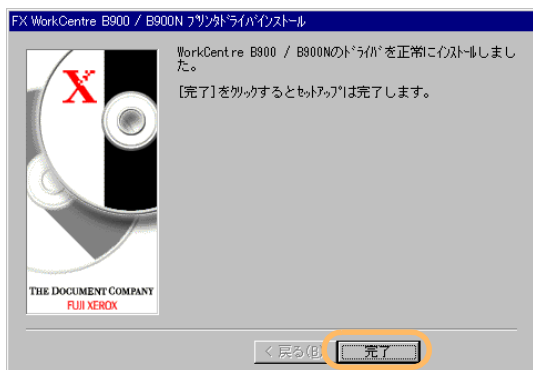 FX WorkCentre B900 / B900N ﾌﾟﾘﾝﾀﾄﾞﾗｲﾊﾞｲﾝｽﾄｰﾙ
WorkCentre B900 / B900Nのﾄﾞﾗｲﾊﾞを正常にｲﾝｽﾄｰﾙしまし
た。
[完了]をｸﾘｯｸするとｾｯﾄｱｯﾌﾟは完了します。
X
THE DOCUMENT COMPANY
FUJI XEROX
< 戻る(B)
完了